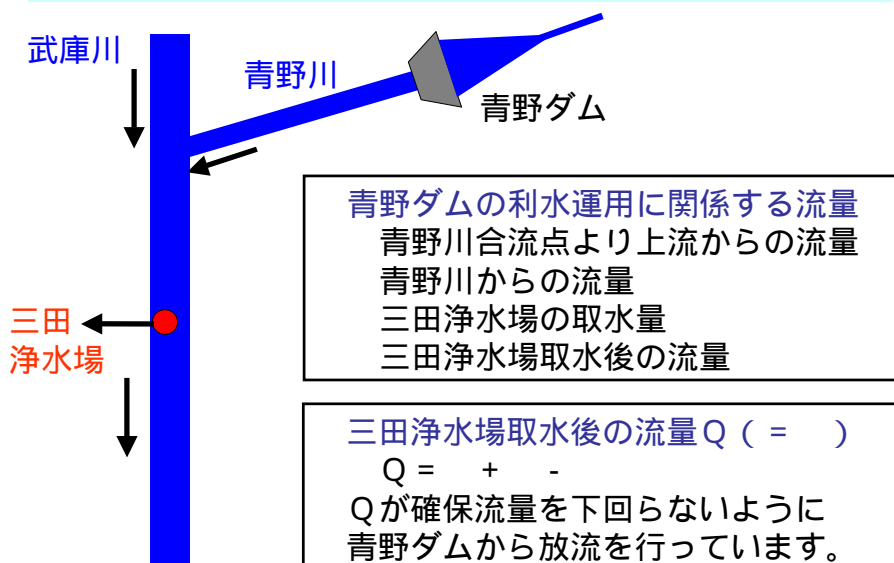 武庫川
青野川
青野ダム
青野ダムの利水運用に関係する流量
青野川合流点より上流からの流量
青野川からの流量
三田浄水場の取水量
三田浄水場取水後の流量
三田
浄水場
三田浄水場取水後の流量Q（=　）
Q=　+　-
Qが確保流量を下回らないように
青野ダムから放流を行っています。